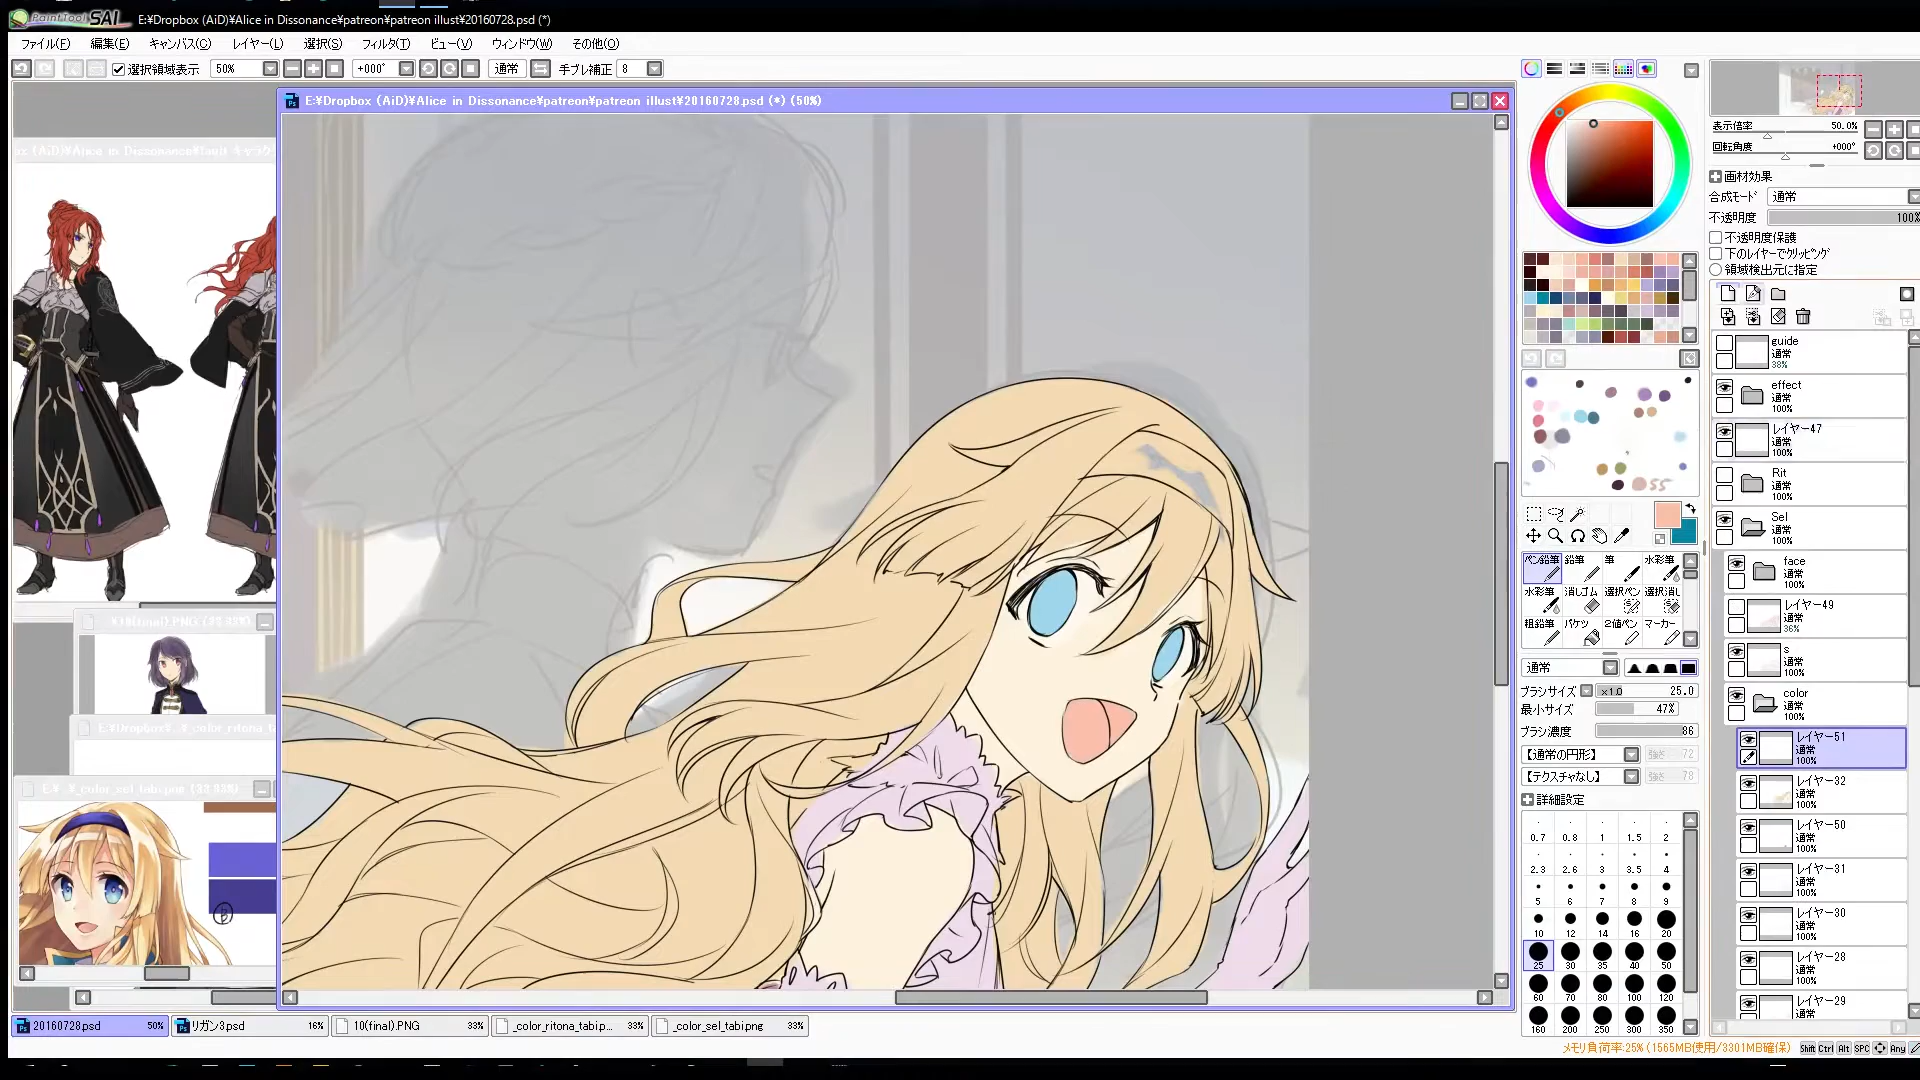 PaintTool SAI E:¥Dropbox (AiD)¥Alice in Dissonance¥patreon¥patreon illust¥20160728.psd (*)
ファイル(F) 編集(E) キャンバス(C) レイヤー(L) 選択(S) フィルタ(T) ビュー(V) ウィンドウ(W) その他(O)
選択領域表示 50% +000° 通常 手ブレ補正 8
E:¥Dropbox (AiD)¥Alice in Dissonance¥patreon¥patreon illust¥20160728.psd (*) (50%)
表示倍率 50.0%
回転角度 +000°
画材効果
合成モード 通常
不透明度 100%
不透明度保護
下のレイヤーでクリッピング
領域検出元に指定
guide
通常
38%
effect
通常
100%
レイヤー47
通常
100%
Rit
通常
100%
Sel
通常
100%
face
通常
100%
レイヤー49
36%
s
通常
100%
color
通常
100%
レイヤー51
通常
100%
レイヤー32
通常
100%
レイヤー50
通常
100%
レイヤー31
通常
100%
レイヤー30
通常
100%
レイヤー28
通常
100%
レイヤー29
通常
ペン鉛筆 鉛筆 筆 水彩筆
水彩筆 消しゴム 選択ペン 選択消し
粗鉛筆 バケツ 2値ペン マーカー
通常
ブラシサイズ x1.0 25.0
最小サイズ 47%
ブラシ濃度 86
【通常の円形】 強さ 72
【テクスチャなし】 強さ 78
詳細設定
0.7 0.8 1 1.5 2
2.3 2.6 3 3.5 4
5 6 7 8 9
10 12 14 16 20
25 30 35 40 50
60 70 80 100 120
160 200 250 300 350
B
20160728.psd 50% リガン3.psd 16% 10(final).PNG 33% _color_ritona_tabi.p... 33% _color_sel_tabi.png 33%
メモリ負荷率:25% (1565MB使用/3301MB確保) Shift Ctrl Alt SPC Any